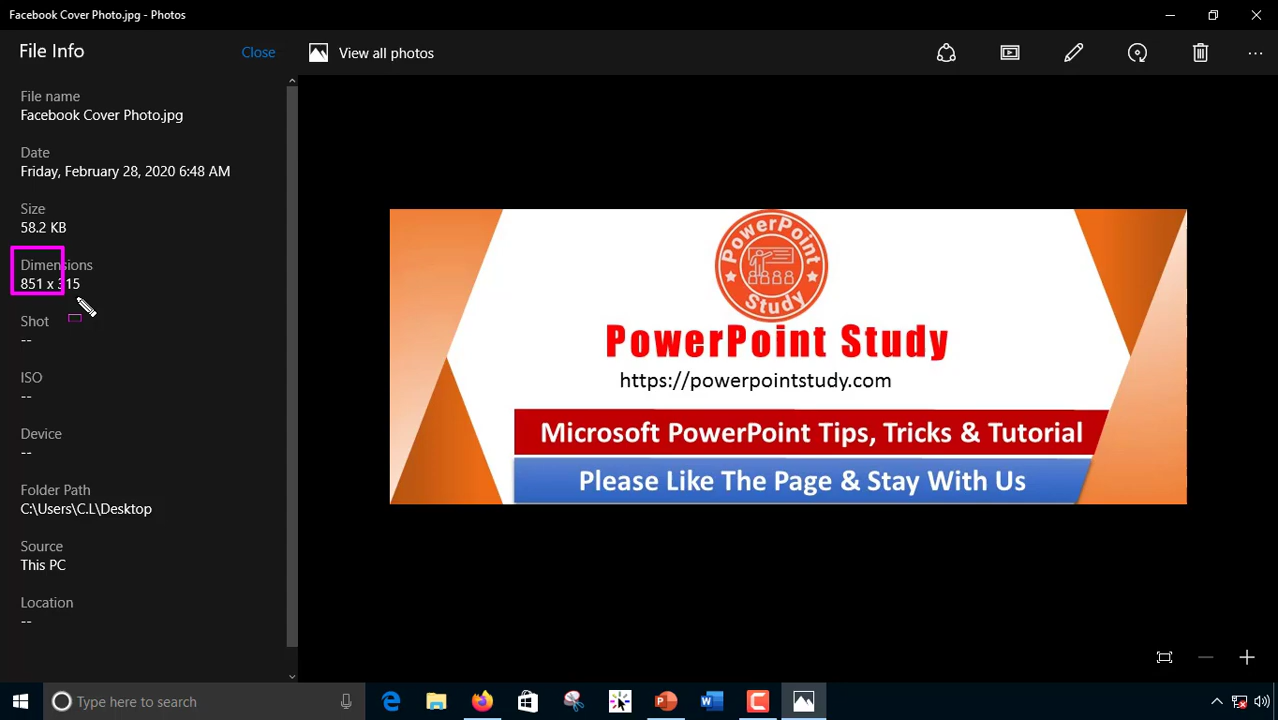 Facebook Cover Photo.jpg - Photos
File Info
Close
View all photos
File name
Facebook Cover Photo.jpg
Date
Friday, February 28, 2020 6:48 AM
Size
58.2 KB
Dimensions
851 x 315
Shot
--
ISO
--
Device
--
Folder Path
C:\Users\C.L\Desktop
Source
This PC
Location
--
PowerPoint
Study
PowerPoint Study
https://powerpointstudy.com
Microsoft PowerPoint Tips, Tricks & Tutorial
Please Like The Page & Stay With Us
Type here to search